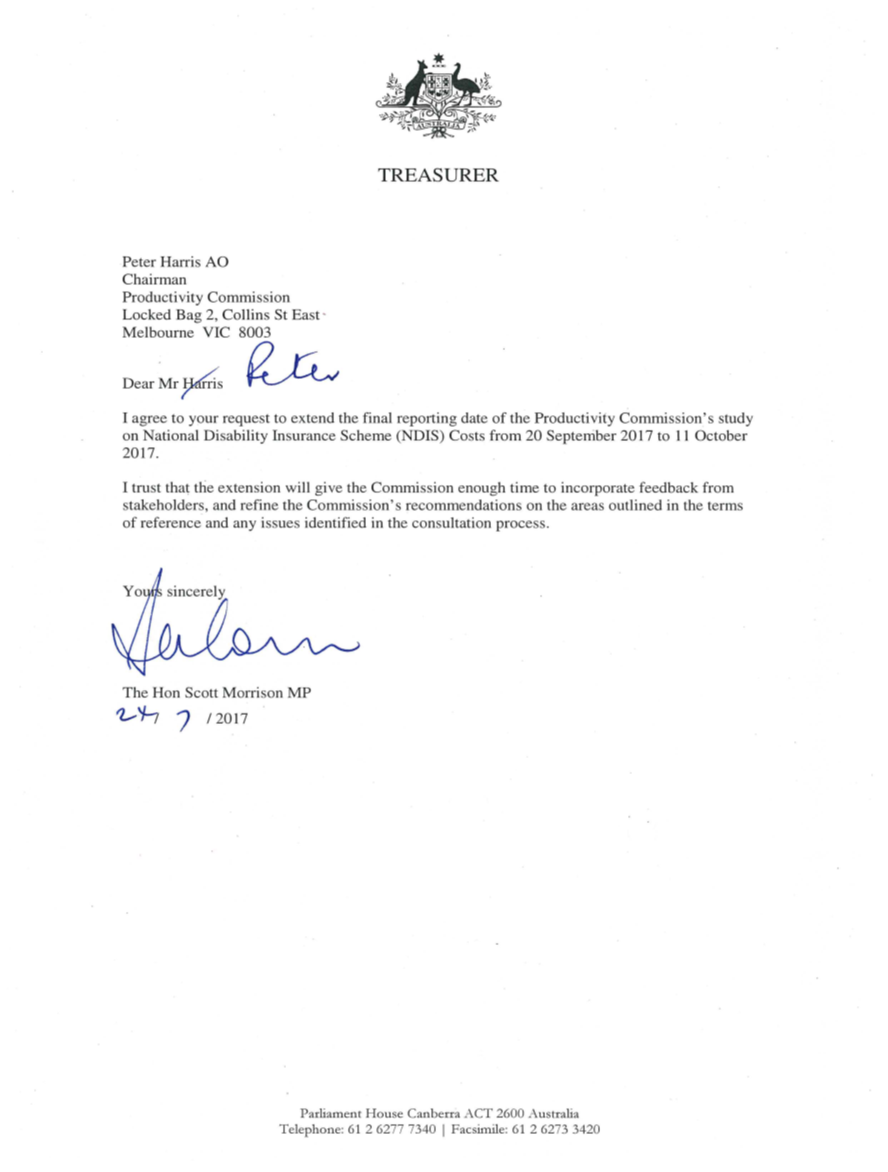 AUSTRALIA
TREASURER
Peter Harris AO
Chairman
Productivity Commission
Locked Bag 2, Collins St East
Melbourne VIC 8003
Dear Mr Harris Peter
I agree to your request to extend the final reporting date of the Productivity Commission's study
on National Disability Insurance Scheme (NDIS) Costs from 20 September 2017 to 11 October
2017.
I trust that the extension will give the Commission enough time to incorporate feedback from
stakeholders, and refine the Commission's recommendations on the areas outlined in the terms
of reference and any issues identified in the consultation process.
Yours sincerely
The Hon Scott Morrison MP
24/ 7 / 2017
Parliament House Canberra ACT 2600 Australia
Telephone: 61 2 6277 7340 | Facsimile: 61 2 6273 3420